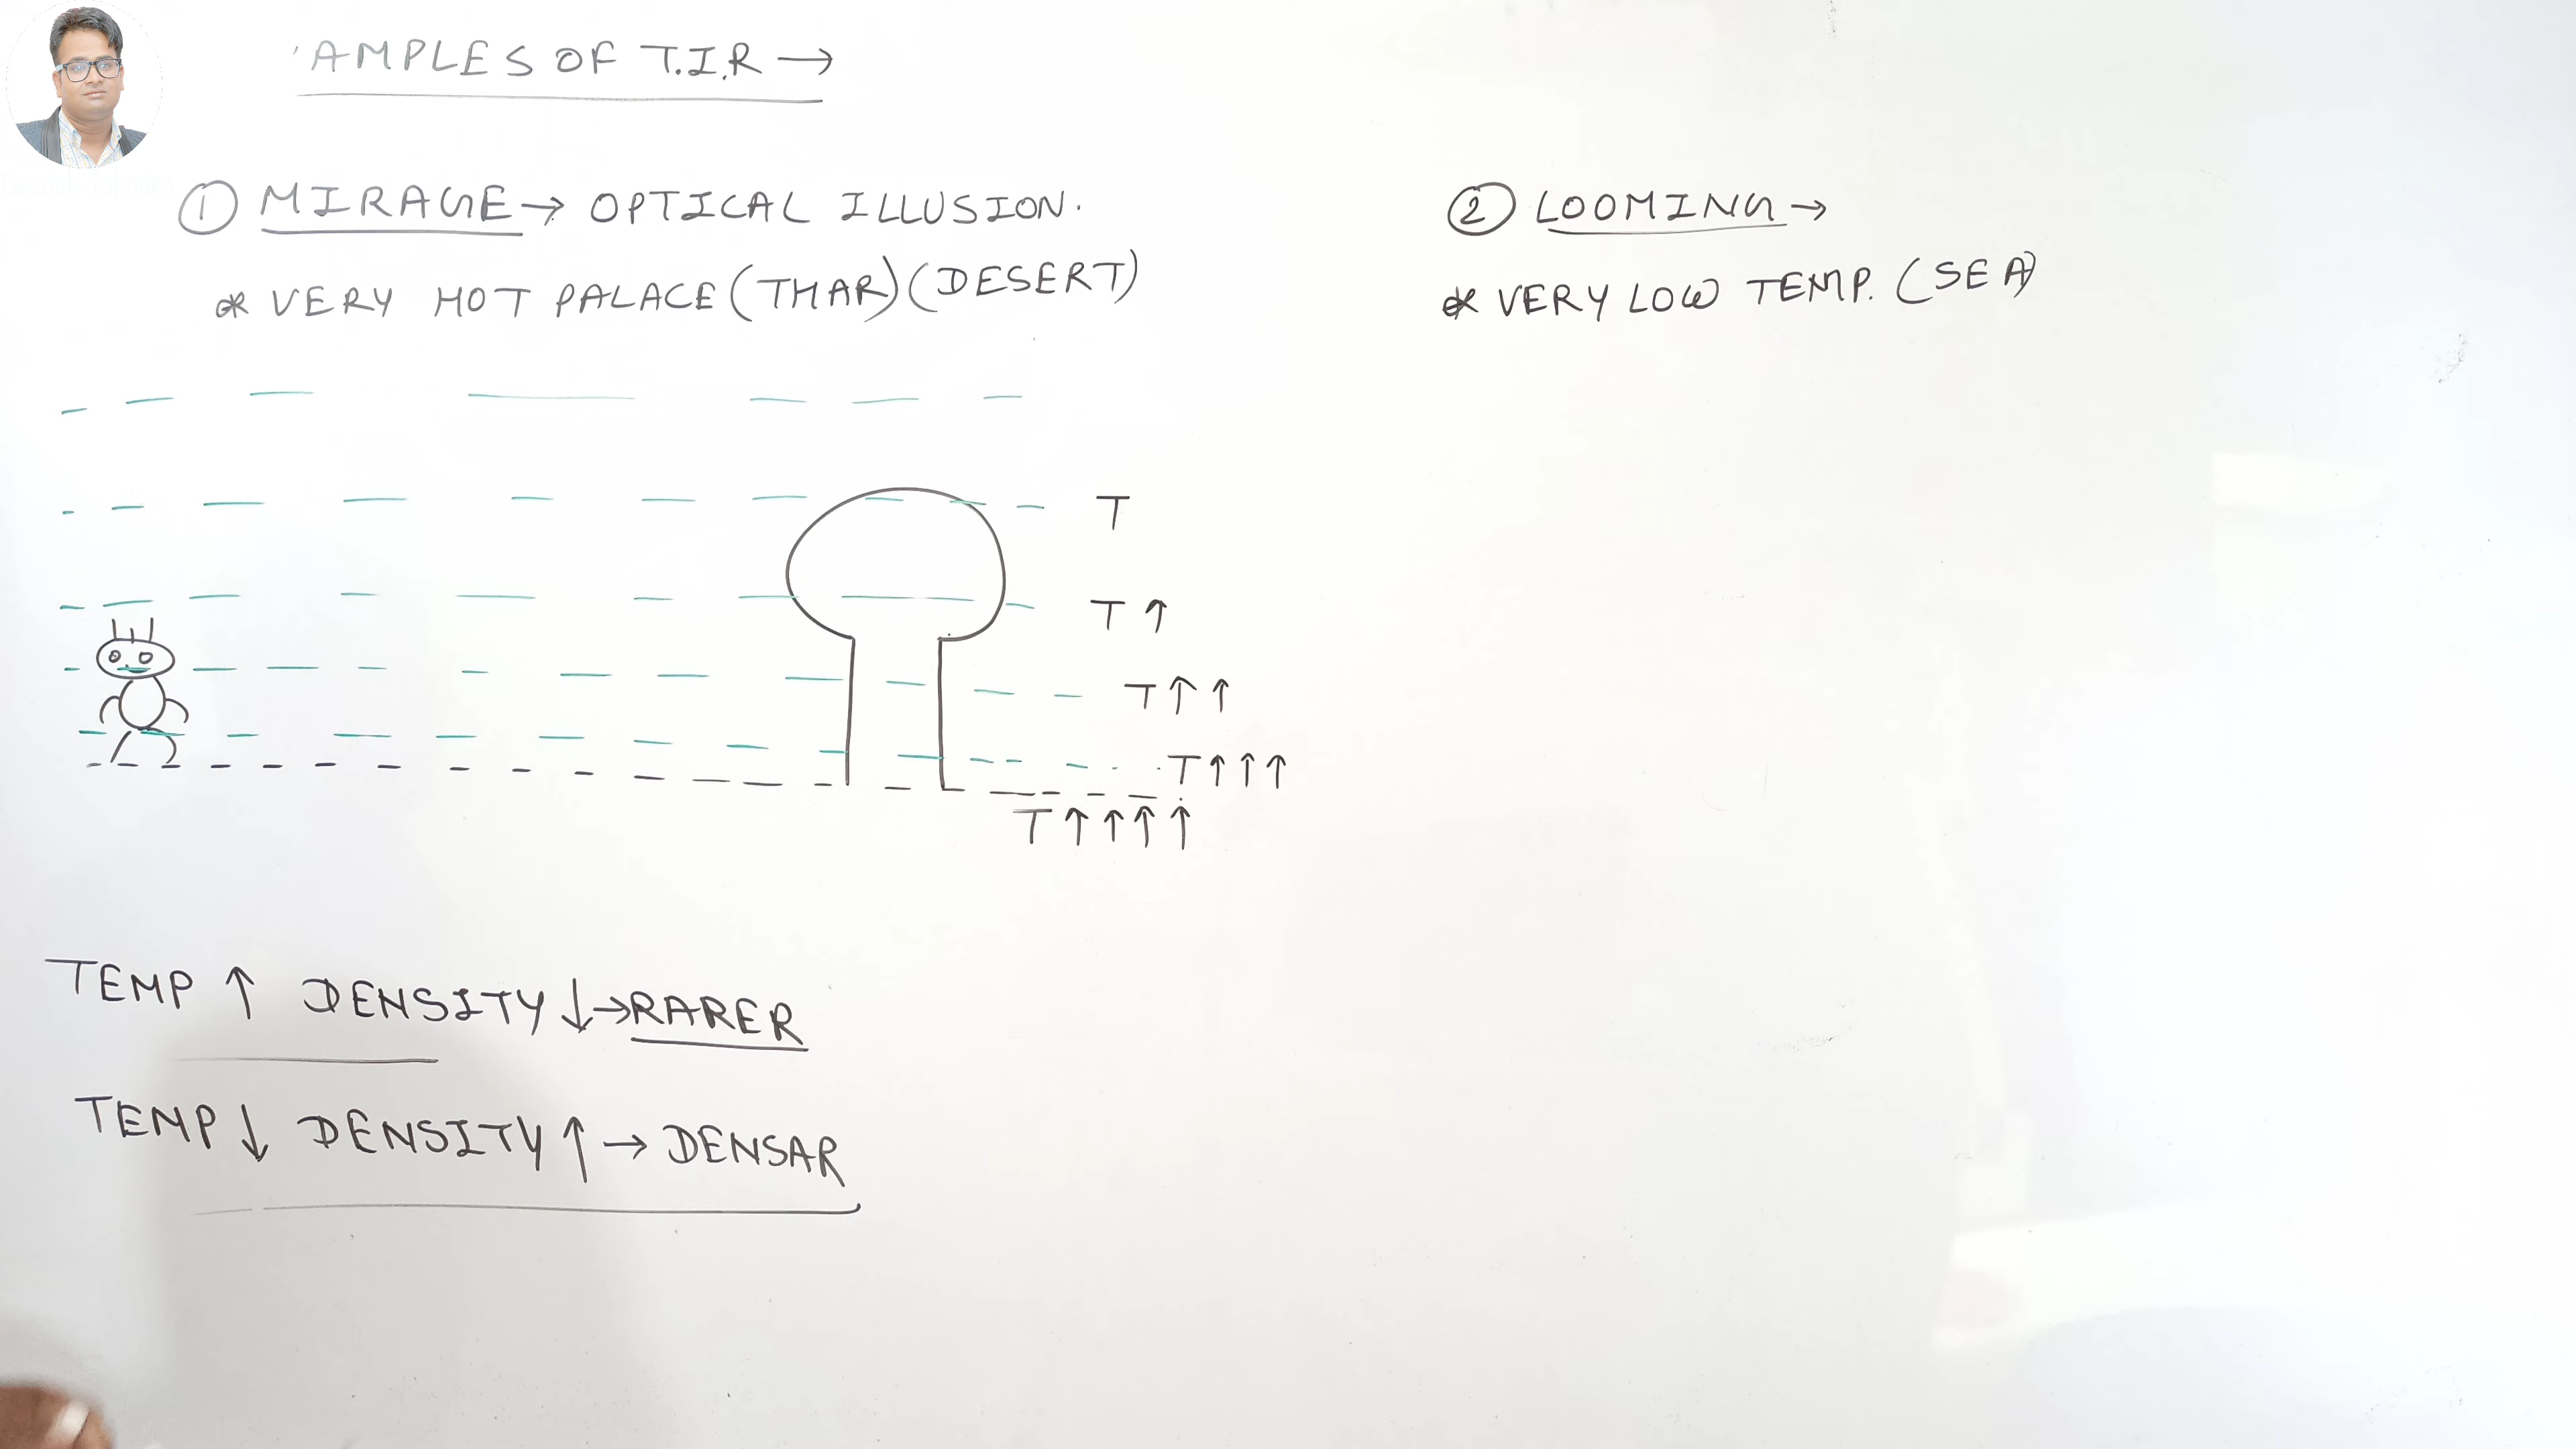 AMPLES OF T.I.R →
① MIRAGE → OPTICAL ILLUSION.
* VERY HOT PALACE (THAR) (DESERT)
② LOOMING →
* VERY LOW TEMP. (SEA)
T
T ↑
T ↑ ↑
T ↑ ↑ ↑
T ↑ ↑ ↑ ↑
TEMP ↑ DENSITY ↓ → RARER
TEMP ↓ DENSITY ↑ → DENSAR